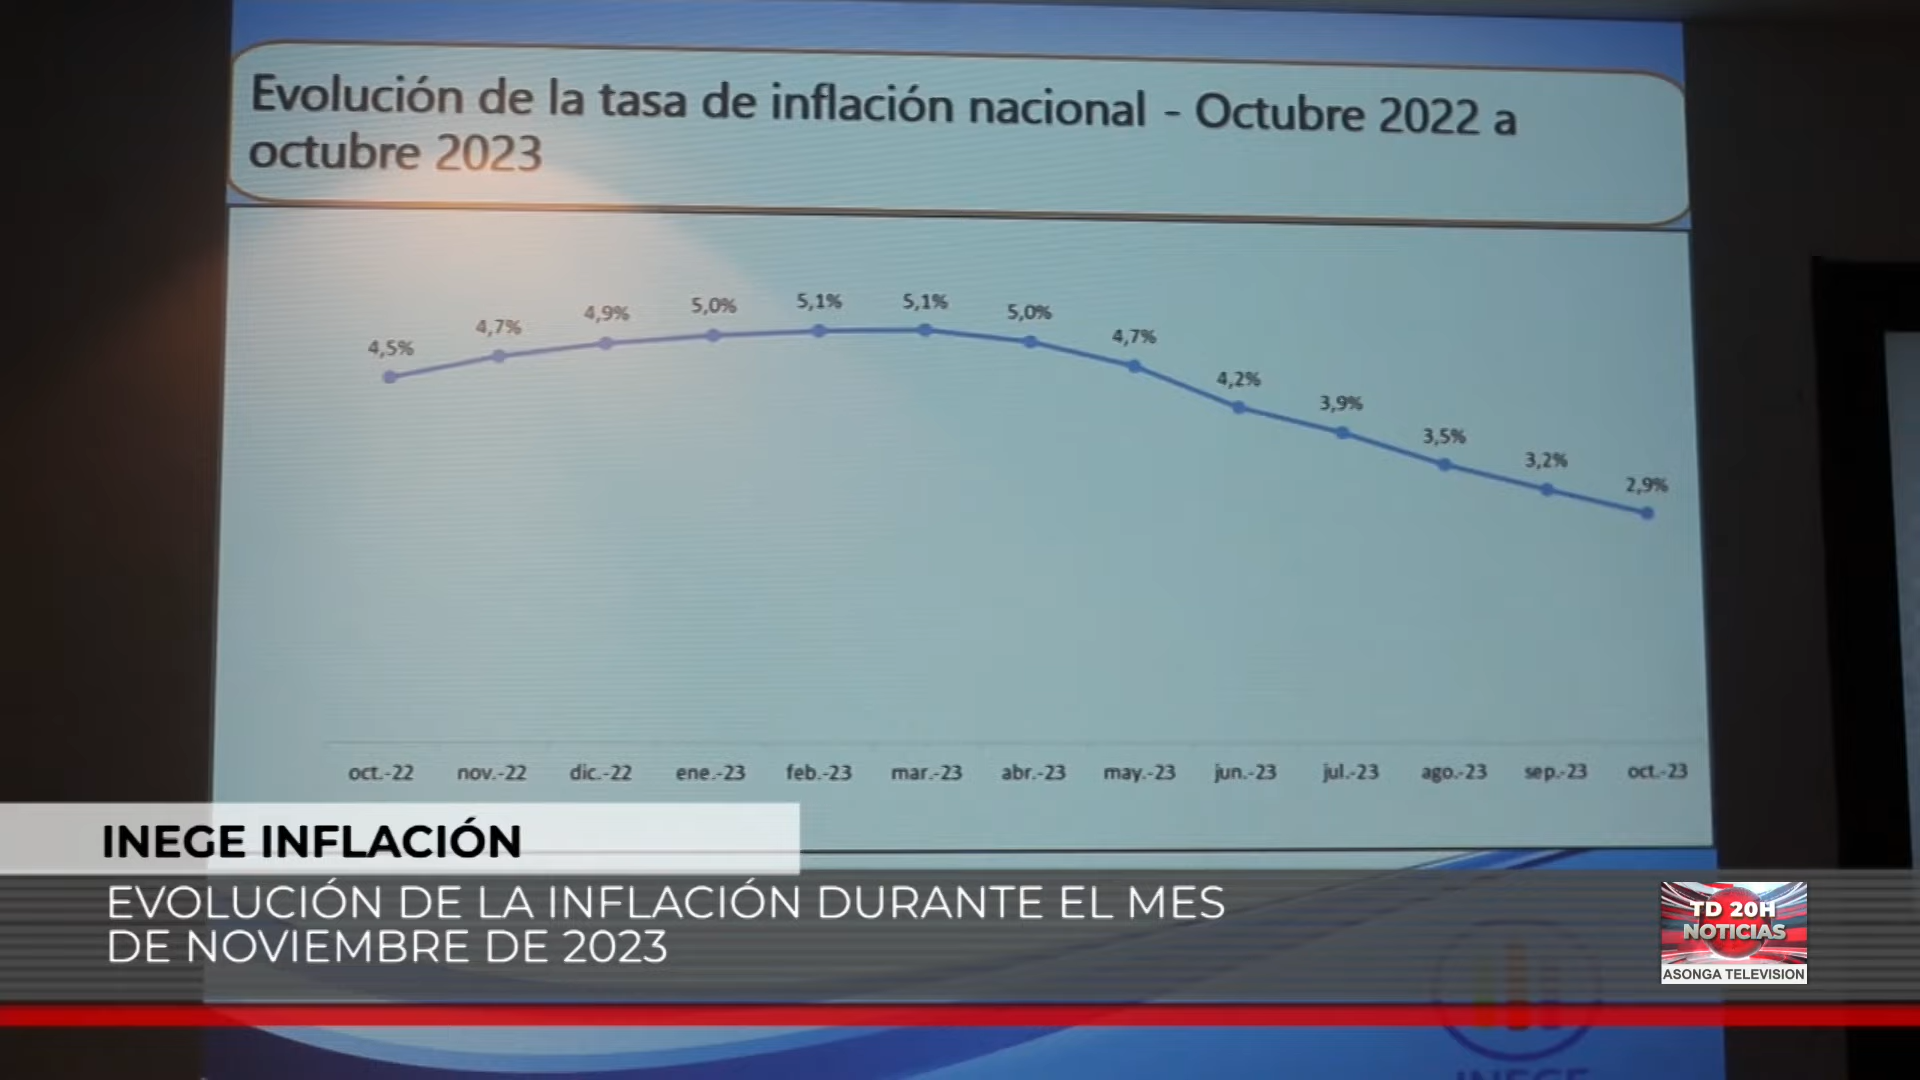 Evolución de la tasa de inflación nacional - Octubre 2022 a
octubre 2023
4,5% 4,7% 4,9% 5,0% 5,1% 5,1% 5,0% 4,7% 4,2% 3,9% 3,5% 3,2% 2,9%
oct.-22 nov.-22 dic.-22 ene.-23 feb.-23 mar.-23 abr.-23 may.-23 jun.-23 jul.-23 ago.-23 sep.-23 oct.-23
INEGE INFLACIÓN
EVOLUCIÓN DE LA INFLACIÓN DURANTE EL MES
DE NOVIEMBRE DE 2023
TD 20H
NOTICIAS
ASONGA TELEVISION
INEGE